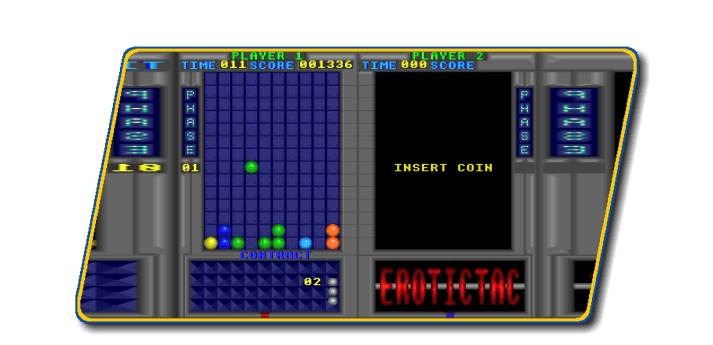 PLAYER 1
PLAYER 2
TIME 011 SCORE 001336
TIME 000 SCORE
PHASE
PHASE
INSERT COIN
10
01
CONTRACT
02
EROTICTAC